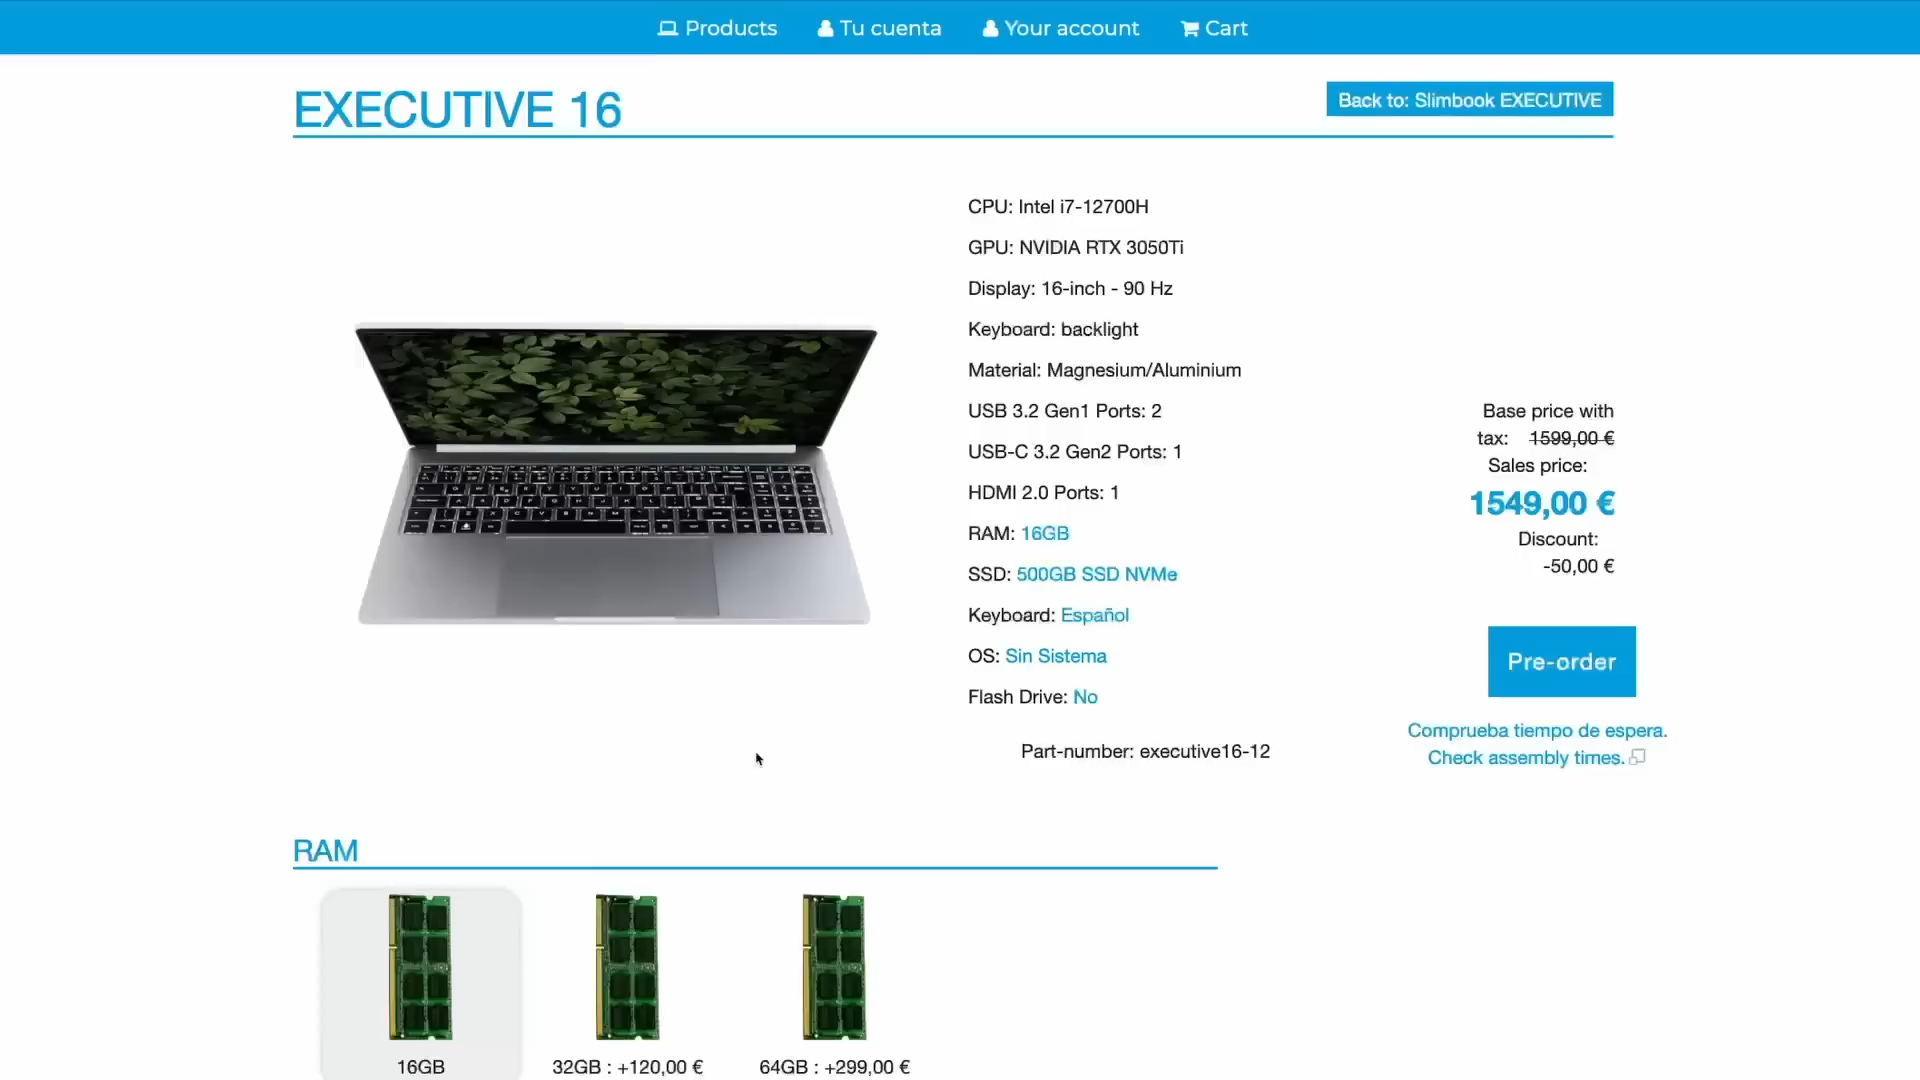 Products
Tu cuenta
Your account
Cart
EXECUTIVE 16
Back to: Slimbook EXECUTIVE
CPU: Intel i7-12700H
GPU: NVIDIA RTX 3050Ti
Display: 16-inch - 90 Hz
Keyboard: backlight
Material: Magnesium/Aluminium
USB 3.2 Gen1 Ports: 2
USB-C 3.2 Gen2 Ports: 1
HDMI 2.0 Ports: 1
RAM: 16GB
SSD: 500GB SSD NVMe
Keyboard: Español
OS: Sin Sistema
Flash Drive: No
Part-number: executive16-12
Base price with
tax: 1599,00 €
Sales price:
1549,00 €
Discount:
-50,00 €
Pre-order
Comprueba tiempo de espera.
Check assembly times.
RAM
16GB
32GB : +120,00 €
64GB : +299,00 €